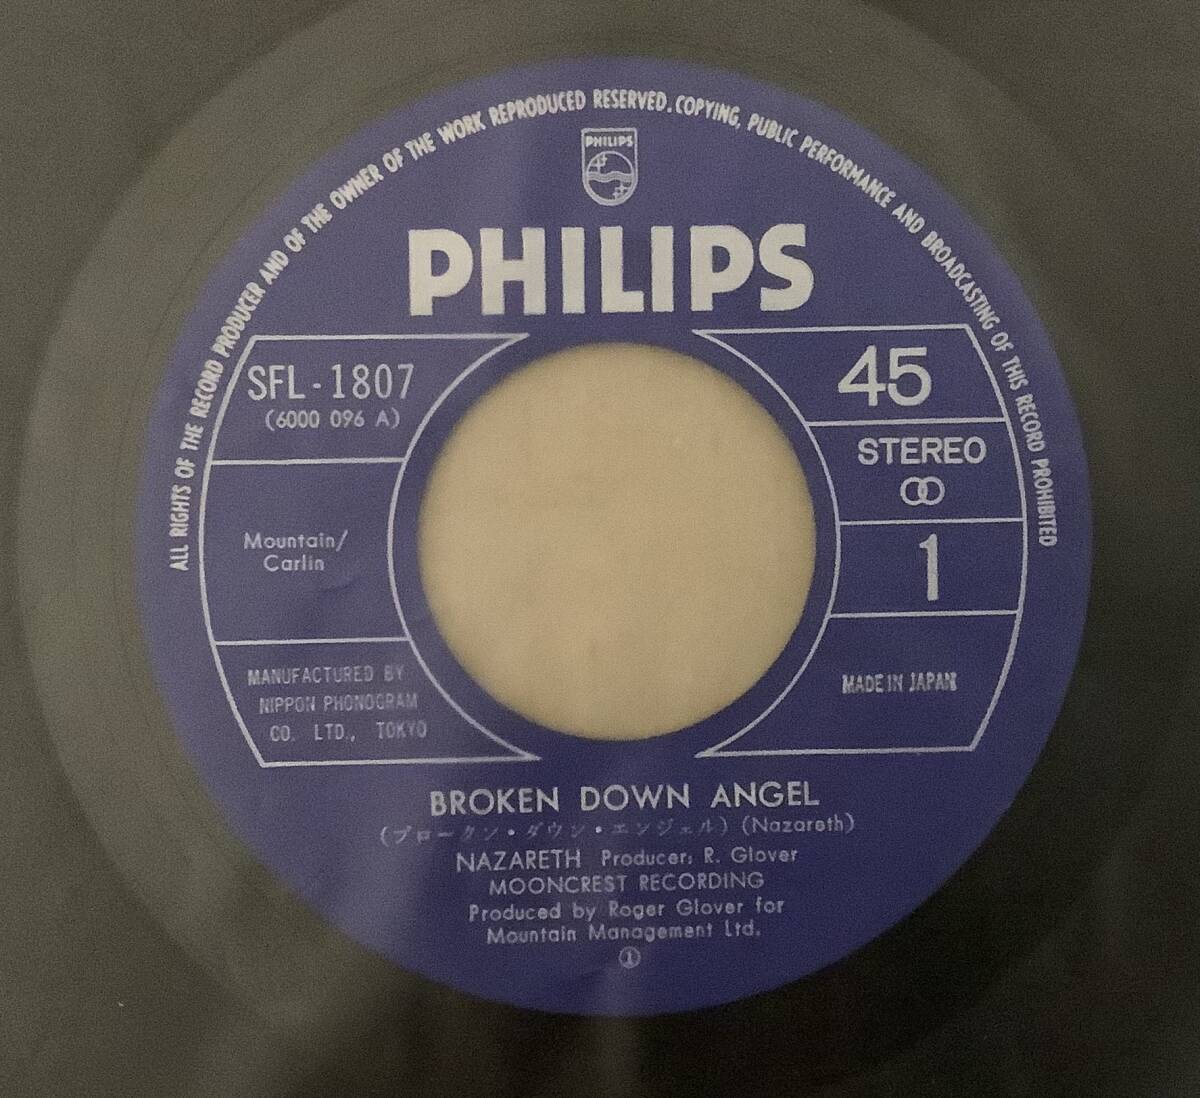 ALL RIGHTS OF THE RECORD PRODUCER AND OF THE OWNER OF THE WORK REPRODUCED RESERVED. COPYING, PUBLIC PERFORMANCE AND BROADCASTING OF THIS RECORD PROHIBITED
PHILIPS
PHILIPS
SFL-1807
(6000 096 A)
45
STEREO
Mountain/
Carlin
1
MANUFACTURED BY
NIPPON PHONOGRAM
CO. LTD., TOKYO
MADE IN JAPAN
BROKEN DOWN ANGEL
(ブロークン・ダウン・エンジェル) (Nazareth)
NAZARETH Producer: R. Glover
MOONCREST RECORDING
Produced by Roger Glover for
Mountain Management Ltd.
①